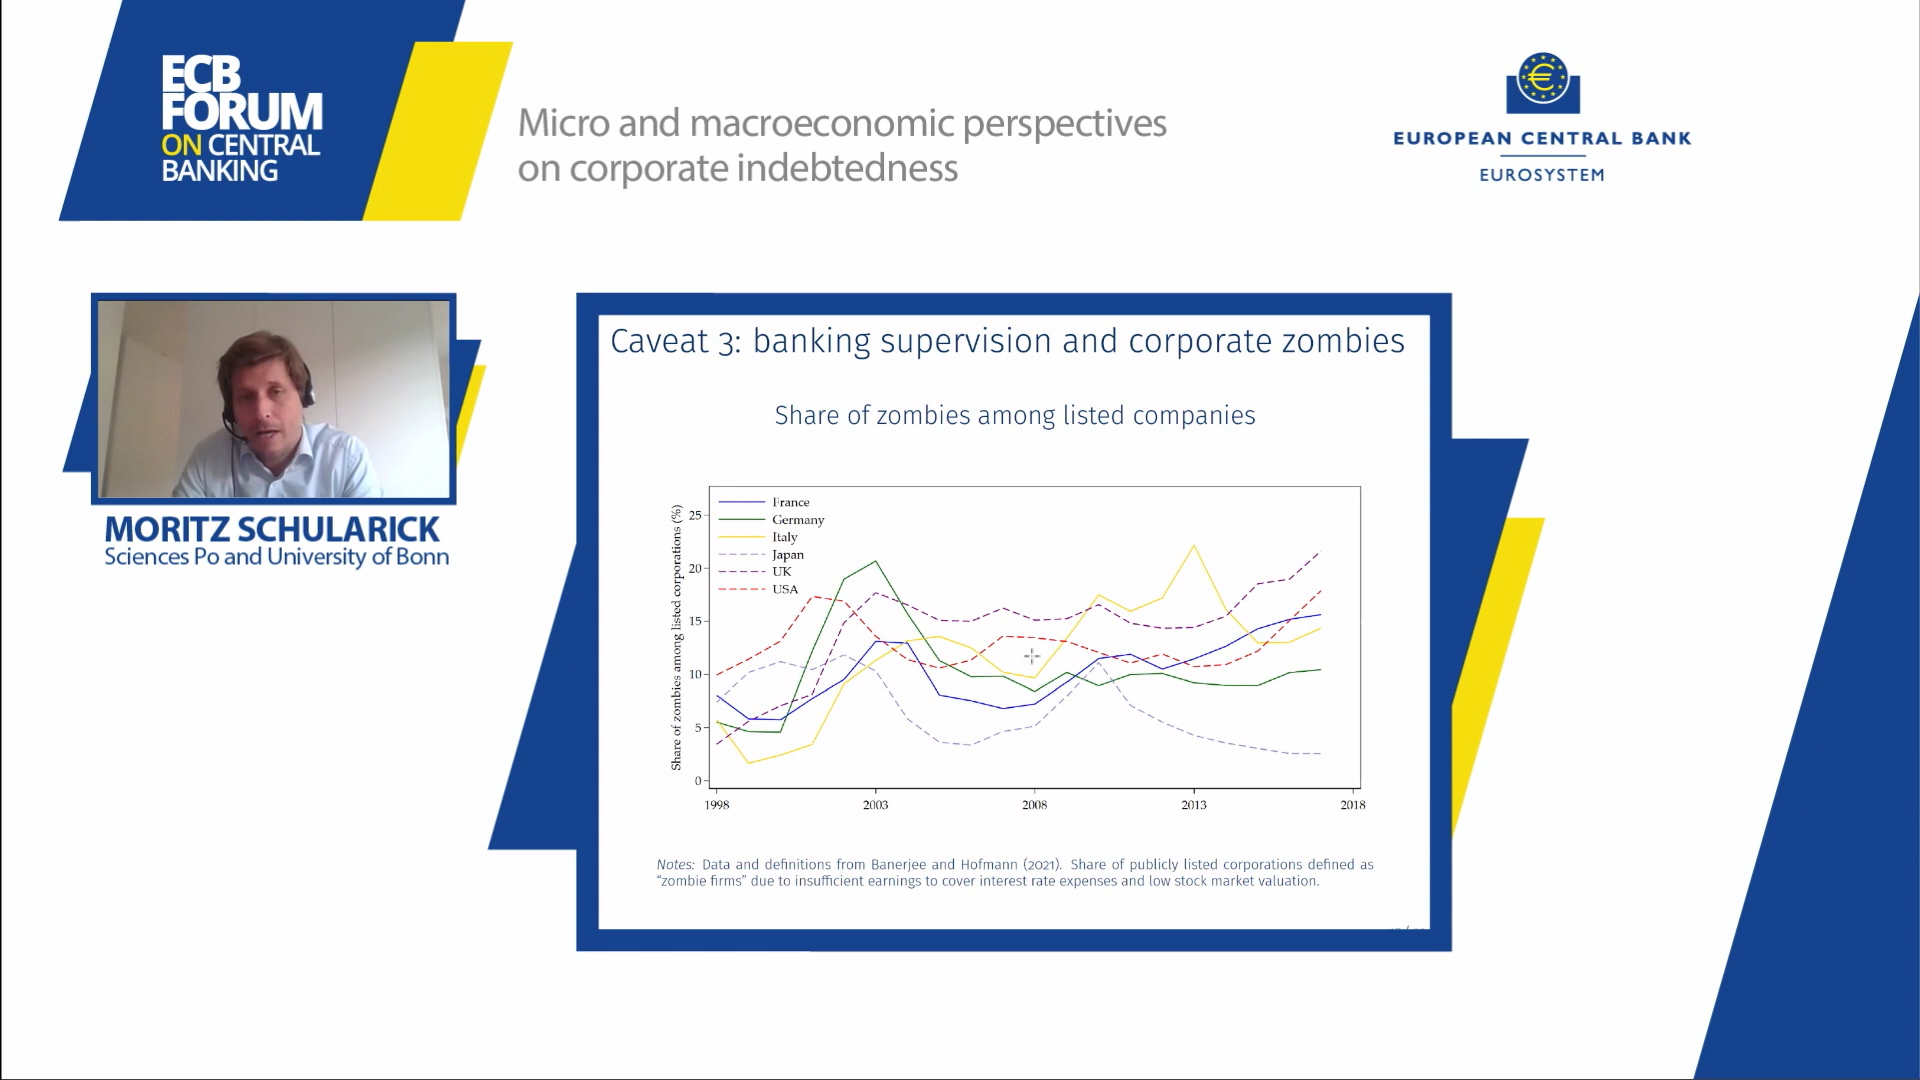 ECB
FORUM
ON CENTRAL
BANKING
Micro and macroeconomic perspectives
on corporate indebtedness
€
EUROPEAN CENTRAL BANK
EUROSYSTEM
MORITZ SCHULARICK
Sciences Po and University of Bonn
Caveat 3: banking supervision and corporate zombies
Share of zombies among listed companies
Share of zombies among listed corporations (%)
25
20
15
10
5
0
France
Germany
Italy
Japan
UK
USA
1998
2003
2008
2013
2018
Notes: Data and definitions from Banerjee and Hofmann (2021). Share of publicly listed corporations defined as
“zombie firms” due to insufficient earnings to cover interest rate expenses and low stock market valuation.